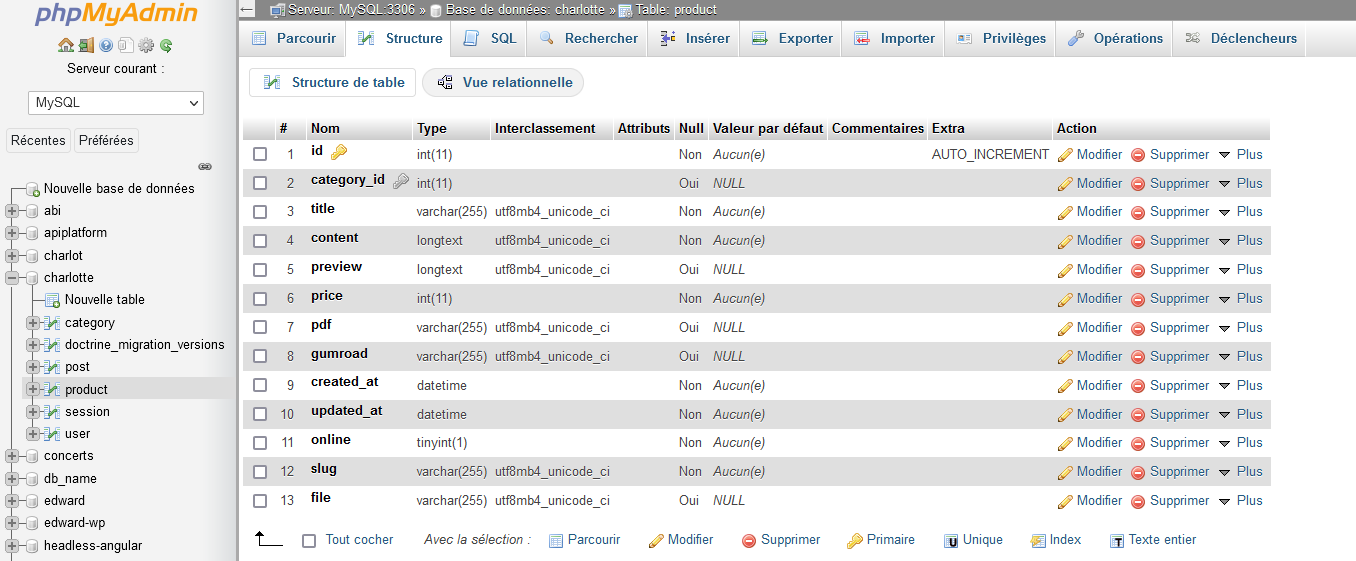 phpMyAdmin
Serveur courant :
MySQL
Récentes Préférées
Nouvelle base de données
abi
apiplatform
charlot
charlotte
Nouvelle table
category
doctrine_migration_versions
post
product
session
user
concerts
db_name
edward
edward-wp
headless-angular
Serveur: MySQL:3306 » Base de données: charlotte » Table: product
Parcourir Structure SQL Rechercher Insérer Exporter Importer Privilèges Opérations Déclencheurs
Structure de table Vue relationnelle
# Nom Type Interclassement Attributs Null Valeur par défaut Commentaires Extra Action
1 id int(11) Non Aucun(e) AUTO_INCREMENT Modifier Supprimer Plus
2 category_id int(11) Oui NULL Modifier Supprimer Plus
3 title varchar(255) utf8mb4_unicode_ci Non Aucun(e) Modifier Supprimer Plus
4 content longtext utf8mb4_unicode_ci Non Aucun(e) Modifier Supprimer Plus
5 preview longtext utf8mb4_unicode_ci Oui NULL Modifier Supprimer Plus
6 price int(11) Non Aucun(e) Modifier Supprimer Plus
7 pdf varchar(255) utf8mb4_unicode_ci Oui NULL Modifier Supprimer Plus
8 gumroad varchar(255) utf8mb4_unicode_ci Oui NULL Modifier Supprimer Plus
9 created_at datetime Non Aucun(e) Modifier Supprimer Plus
10 updated_at datetime Non Aucun(e) Modifier Supprimer Plus
11 online tinyint(1) Non Aucun(e) Modifier Supprimer Plus
12 slug varchar(255) utf8mb4_unicode_ci Non Aucun(e) Modifier Supprimer Plus
13 file varchar(255) utf8mb4_unicode_ci Oui NULL Modifier Supprimer Plus
Tout cocher Avec la sélection : Parcourir Modifier Supprimer Primaire Unique Index Texte entier